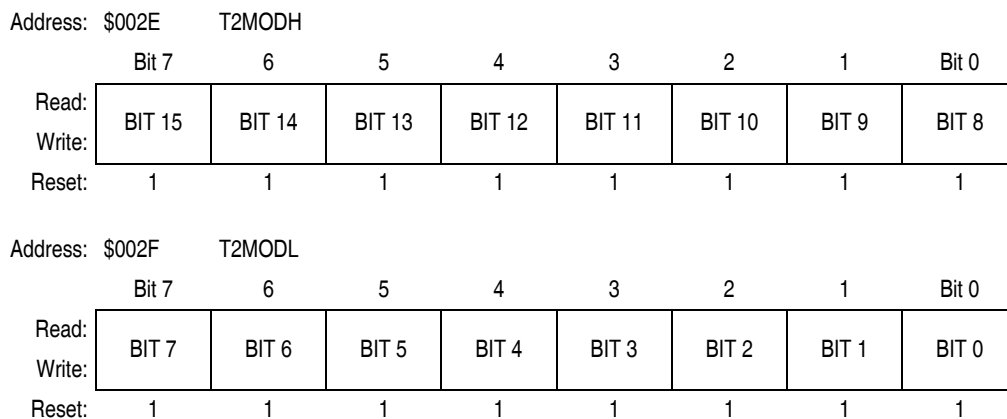 Address: $002E T2MODH
Bit 7 6 5 4 3 2 1 Bit 0
Read:
BIT 15 BIT 14 BIT 13 BIT 12 BIT 11 BIT 10 BIT 9 BIT 8
Write:
Reset: 1 1 1 1 1 1 1 1
Address: $002F T2MODL
Bit 7 6 5 4 3 2 1 Bit 0
Read:
BIT 7 BIT 6 BIT 5 BIT 4 BIT 3 BIT 2 BIT 1 BIT 0
Write:
Reset: 1 1 1 1 1 1 1 1